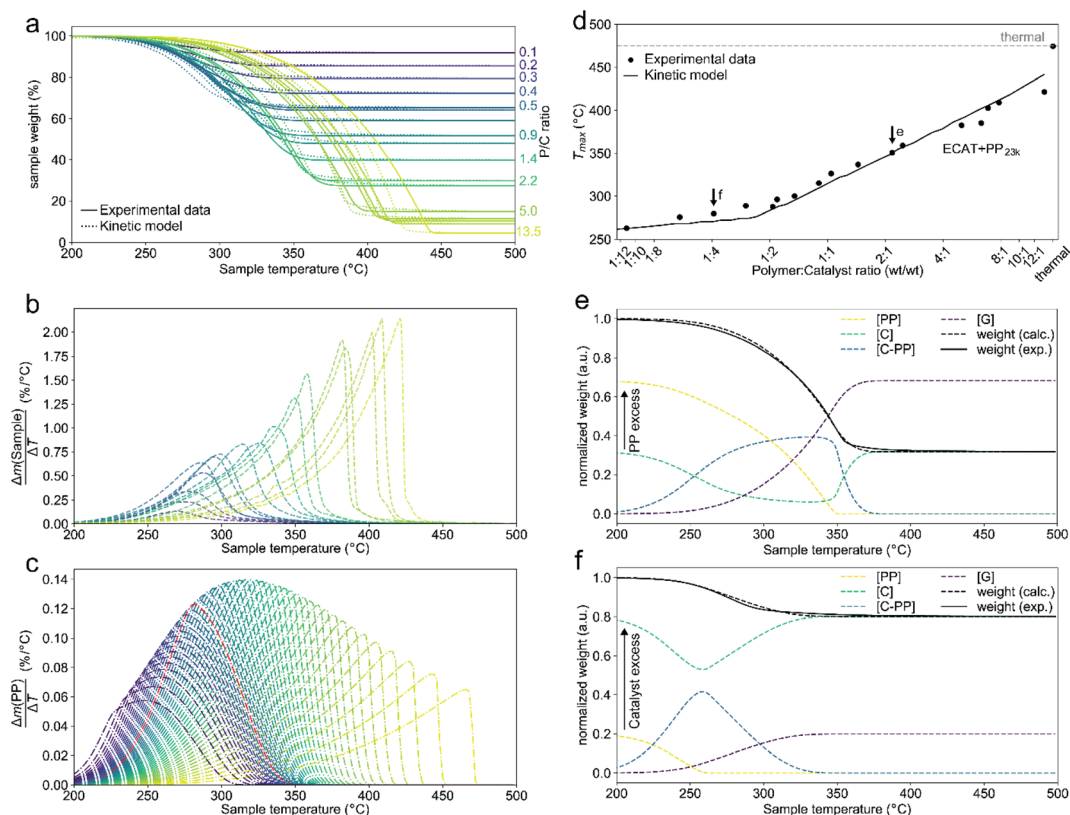 a
sample weight (%)
100
80
60
40
20
0
0.1
0.2
0.3
0.4
0.5
0.9
1.4
2.2
5.0
13.5
P/C ratio
Experimental data
Kinetic model
200 250 300 350 400 450 500
Sample temperature (°C)
b
Δm(Sample)
ΔT
(%/°C)
2.00
1.75
1.50
1.25
1.00
0.75
0.50
0.25
0.00
200 250 300 350 400 450 500
Sample temperature (°C)
c
Δm(PP)
ΔT
(%/°C)
0.14
0.12
0.10
0.08
0.06
0.04
0.02
0.00
200 250 300 350 400 450 500
Sample temperature (°C)
d
Tmax (°C)
500
450
400
350
300
250
thermal
Experimental data
Kinetic model
e
f
ECAT+PP23k
1:12 1:10 1:8 1:4 1:2 1:1 2:1 4:1 8:1 10:1 12:1 thermal
Polymer:Catalyst ratio (wt/wt)
e
normalized weight (a.u.)
1.0
0.8
0.6
0.4
0.2
0.0
[PP] [G]
[C] weight (calc.)
[C-PP] weight (exp.)
PP excess
200 250 300 350 400 450 500
Sample temperature (°C)
f
normalized weight (a.u.)
1.0
0.8
0.6
0.4
0.2
0.0
[PP] [G]
[C] weight (calc.)
[C-PP] weight (exp.)
Catalyst excess
200 250 300 350 400 450 500
Sample temperature (°C)